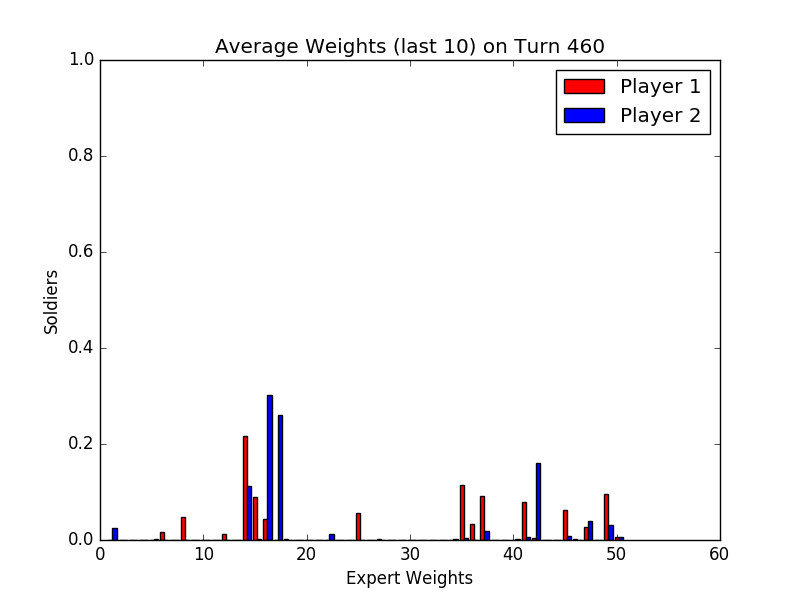 Average Weights (last 10) on Turn 460
1.0
0.8
0.6
0.4
0.2
0.0
Soldiers
Player 1
Player 2
0 10 20 30 40 50 60
Expert Weights